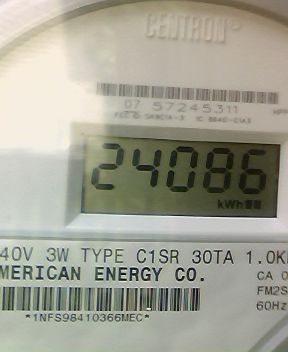 CENTRON®
07 57245311
24086
kWh
40V 3W TYPE C1SR 30TA 1.0K
MERICAN ENERGY CO.
CA 0
FM2S
*1NFS98410366MEC*
60Hz